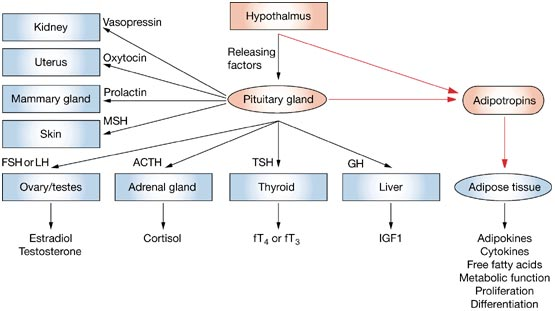 Hypothalmus
Releasing
factors
Kidney
Vasopressin
Uterus
Oxytocin
Mammary gland
Prolactin
Skin
MSH
Pituitary gland
Adipotropins
FSH or LH
ACTH
TSH
GH
Ovary/testes
Adrenal gland
Thyroid
Liver
Adipose tissue
Estradiol
Testosterone
Cortisol
fT4 or fT3
IGF1
Adipokines
Cytokines
Free fatty acids
Metabolic function
Proliferation
Differentiation